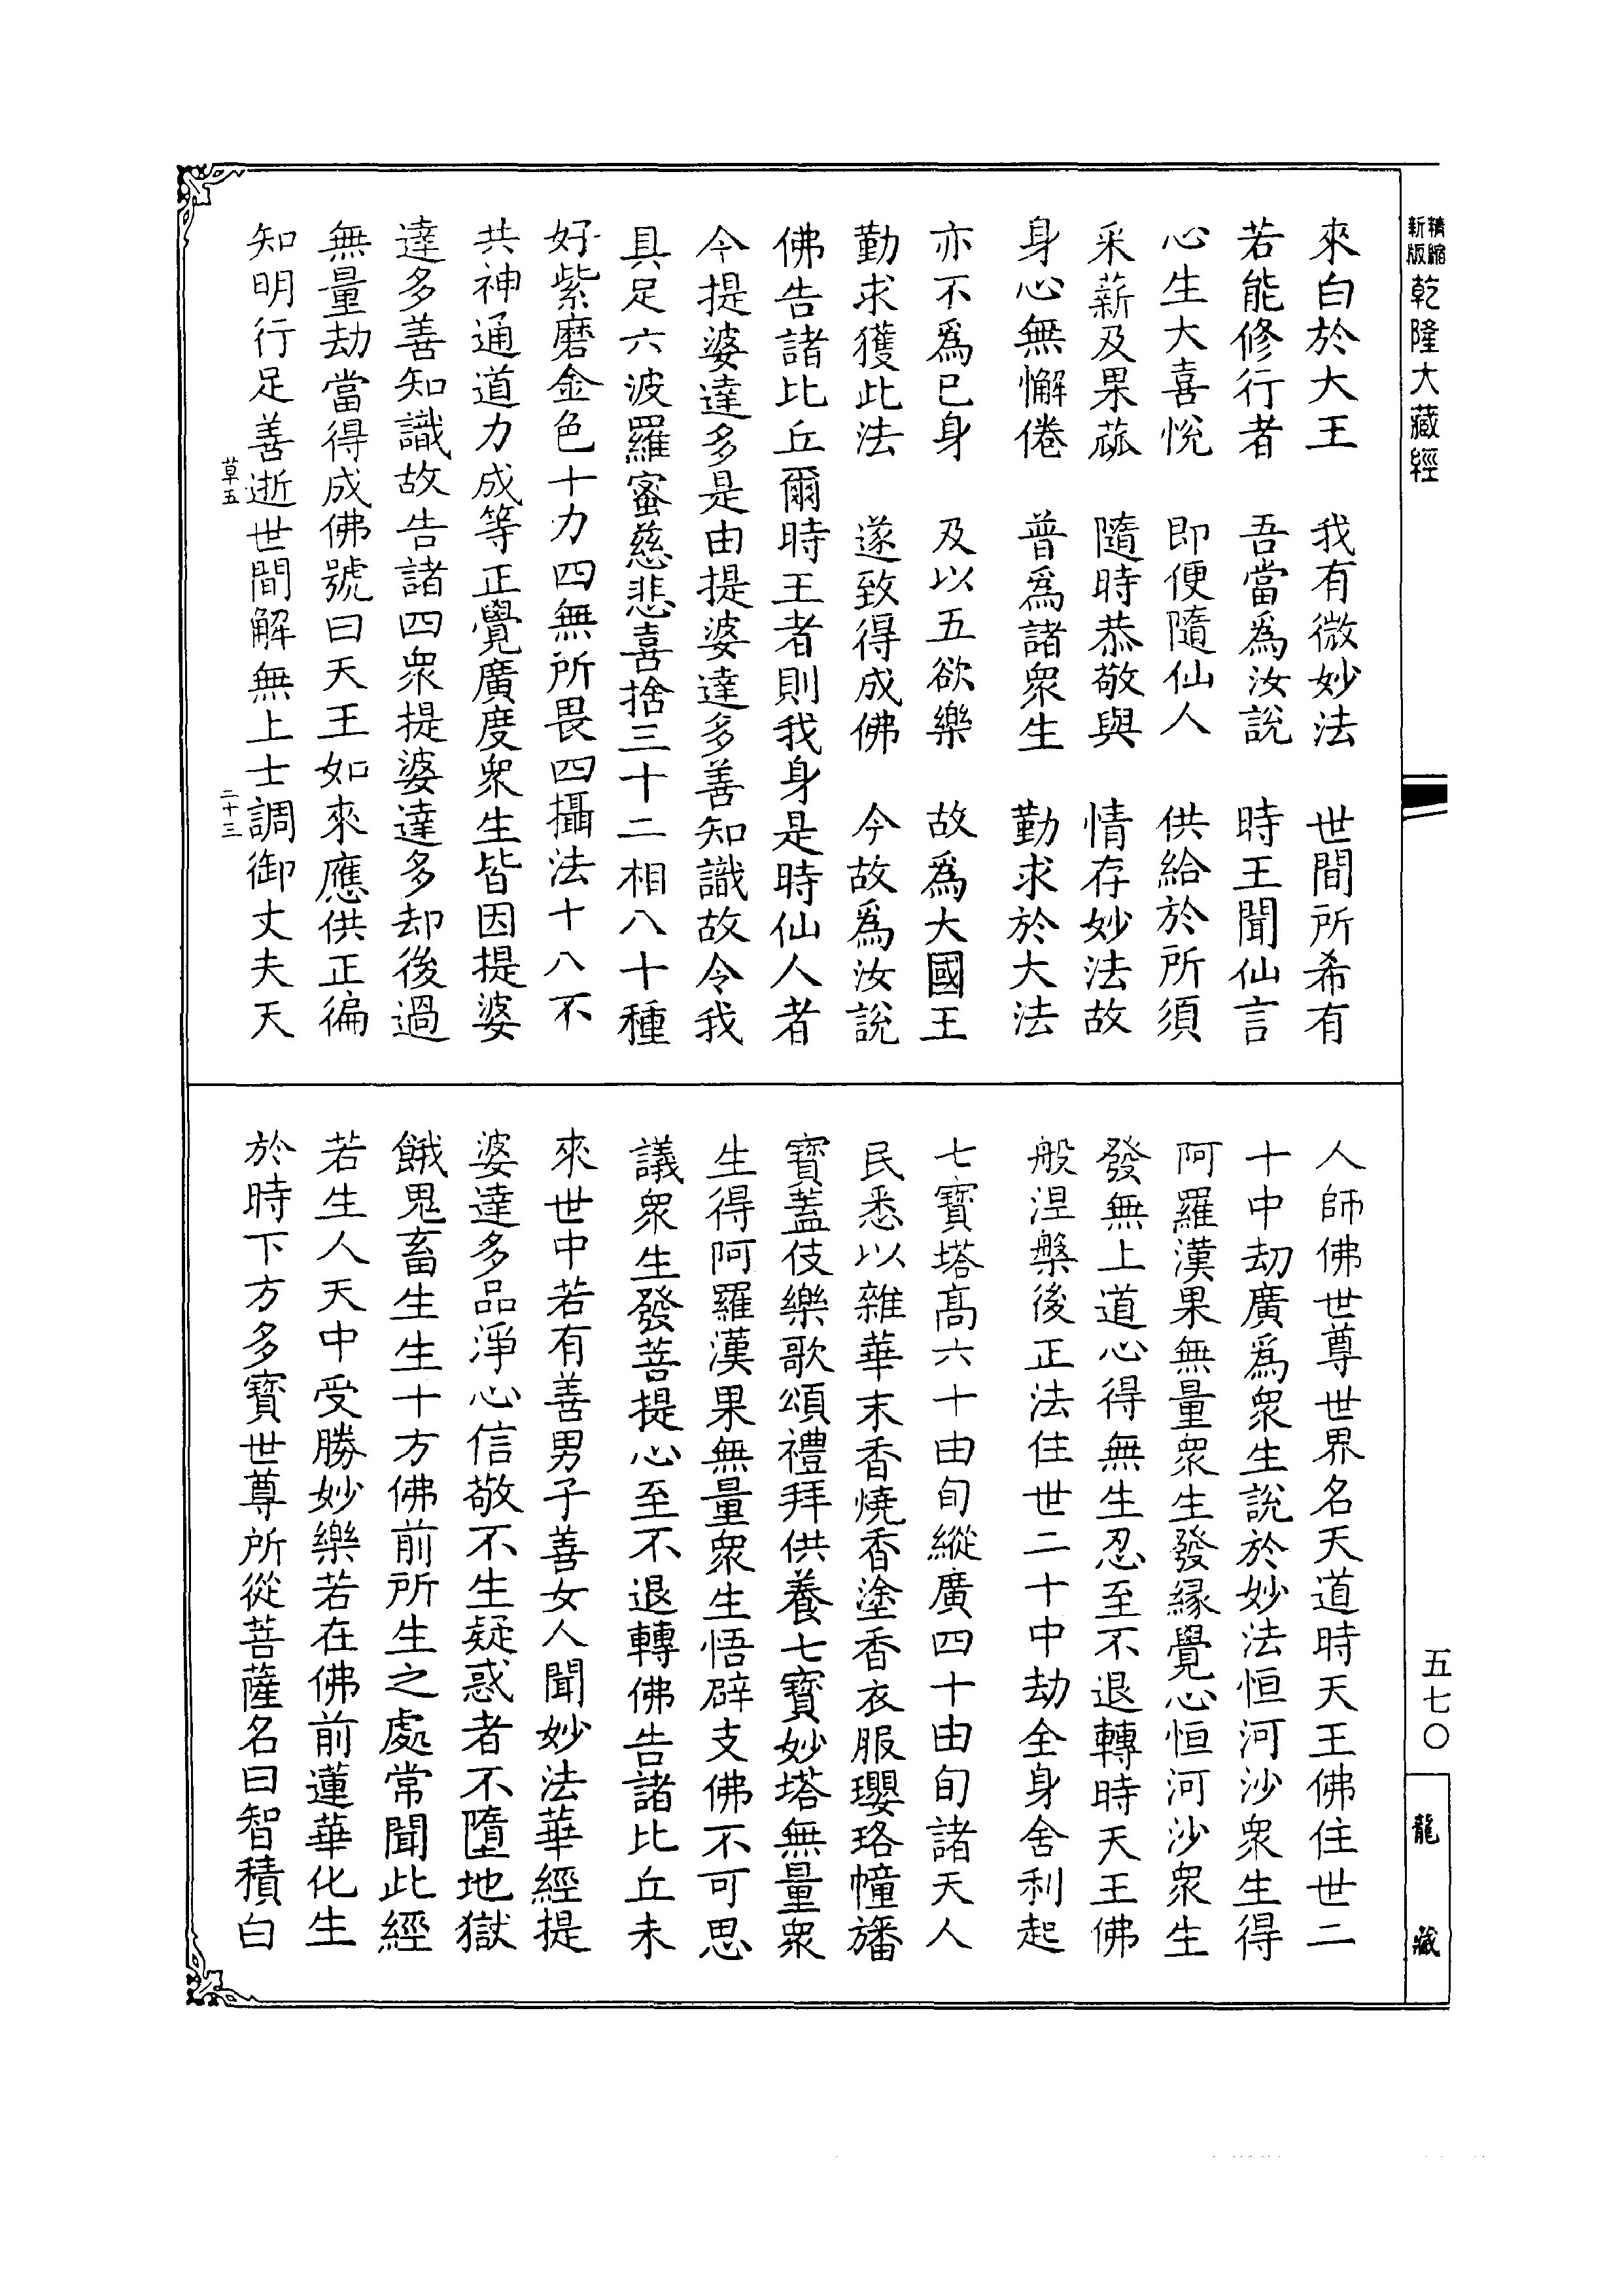 精縮新版乾隆大藏經
來白於大王　我有微妙法　世間所希有
若能修行者　吾當為汝說　時王聞仙言
心生大喜悅　即便隨仙人　供給於所須
采薪及果蓏　隨時恭敬與　情存妙法故
身心無懈倦　普為諸眾生　勤求於大法
亦不為已身　及以五欲樂　故為大國王
勤求獲此法　遂致得成佛　今故為汝說
佛告諸比丘爾時王者則我身是時仙人者
今提婆達多是由提婆達多善知識故令我
具足六波羅蜜慈悲喜捨三十二相八十種
好紫磨金色十力四無所畏四攝法十八不
共神通道力成等正覺廣度眾生皆因提婆
達多善知識故告諸四眾提婆達多却後過
無量劫當得成佛號曰天王如來應供正徧
知明行足善逝世間解無上士調御丈夫天
草五　二十三
人師佛世尊世界名天道時天王佛住世二
十中劫廣為眾生說於妙法恒河沙眾生得
阿羅漢果無量眾生發緣覺心恒河沙眾生
發無上道心得無生忍至不退轉時天王佛
般涅槃後正法住世二十中劫全身舍利起
七寶塔高六十由旬縱廣四十由旬諸天人
民悉以雜華末香燒香塗香衣服瓔珞幢旛
寶蓋伎樂歌頌禮拜供養七寶妙塔無量眾
生得阿羅漢果無量眾生悟辟支佛不可思
議眾生發菩提心至不退轉佛告諸比丘未
來世中若有善男子善女人聞妙法華經提
婆達多品淨心信敬不生疑惑者不墮地獄
餓鬼畜生生十方佛前所生之處常聞此經
若生人天中受勝妙樂若在佛前蓮華化生
於時下方多寶世尊所從菩薩名曰智積白
五七〇
龍藏